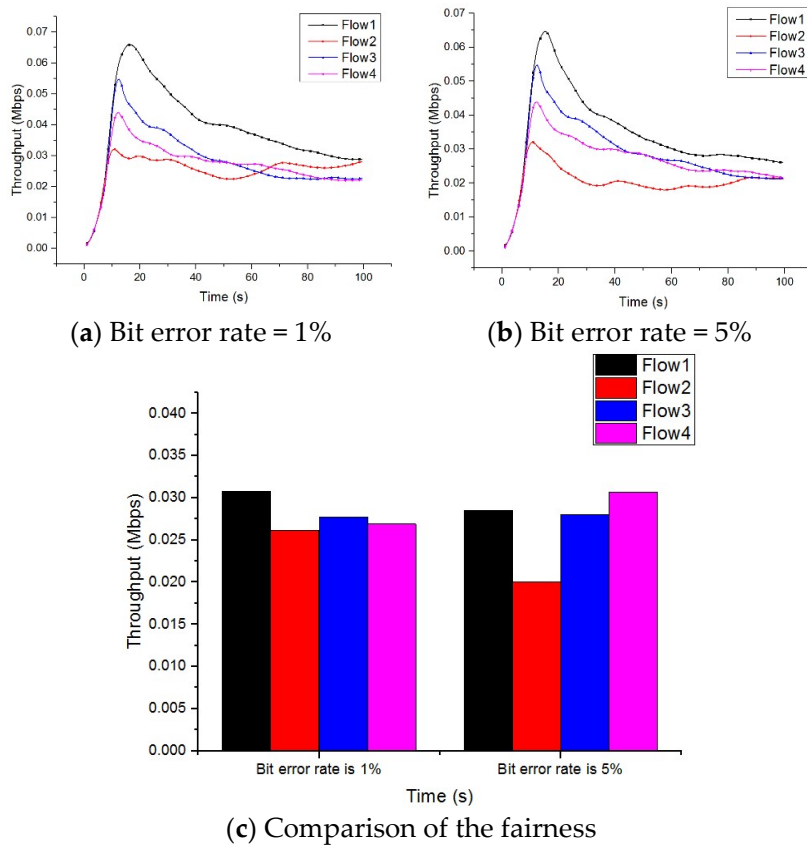 Flow1
Flow2
Flow3
Flow4
0.07
0.06
0.05
0.04
0.03
0.02
0.01
0.00
Throughput (Mbps)
0 20 40 60 80 100
Time (s)
(a) Bit error rate = 1%
Flow1
Flow2
Flow3
Flow4
0.07
0.06
0.05
0.04
0.03
0.02
0.01
0.00
Throughput (Mbps)
0 20 40 60 80 100
Time (s)
(b) Bit error rate = 5%
Flow1
Flow2
Flow3
Flow4
0.040
0.035
0.030
0.025
0.020
0.015
0.010
0.005
0.000
Throughput (Mbps)
Bit error rate is 1% Bit error rate is 5%
Time (s)
(c) Comparison of the fairness